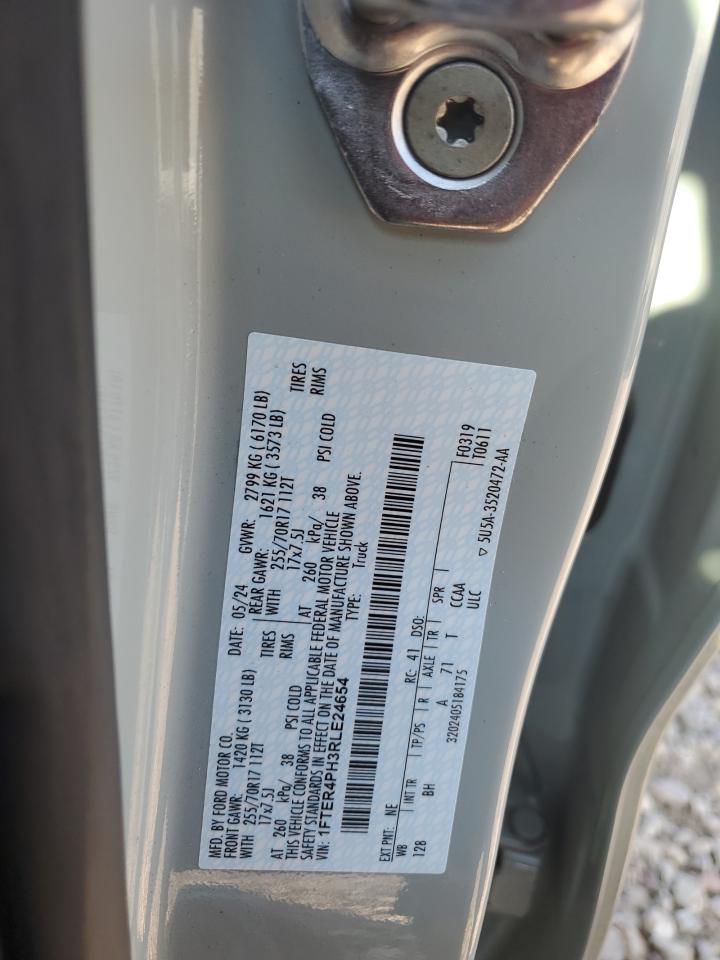 MFD. BY FORD MOTOR CO. DATE: 05/24 GVWR: 2799 KG ( 6170 LB)
FRONT GAWR: 1420 KG ( 3130 LB) REAR GAWR: 1621 KG ( 3573 LB)
WITH 255/70R17 112T TIRES WITH 255/70R17 112T TIRES
17x7.5J RIMS 17x7.5J RIMS
AT 260 kPa/ 38 PSI COLD AT 260 kPa/ 38 PSI COLD
THIS VEHICLE CONFORMS TO ALL APPLICABLE FEDERAL MOTOR VEHICLE
SAFETY STANDARDS IN EFFECT ON THE DATE OF MANUFACTURE SHOWN ABOVE.
VIN: 1FTER4PH3RLE24654 TYPE: Truck
EXT PNT: NE RC: 41 DSO:
WB INT TR TP/PS R AXLE TR SPR F0319
128 BH A 71 T CCAA T0611
3202405184175 ULC ▽ 5U5A-3520472-AA